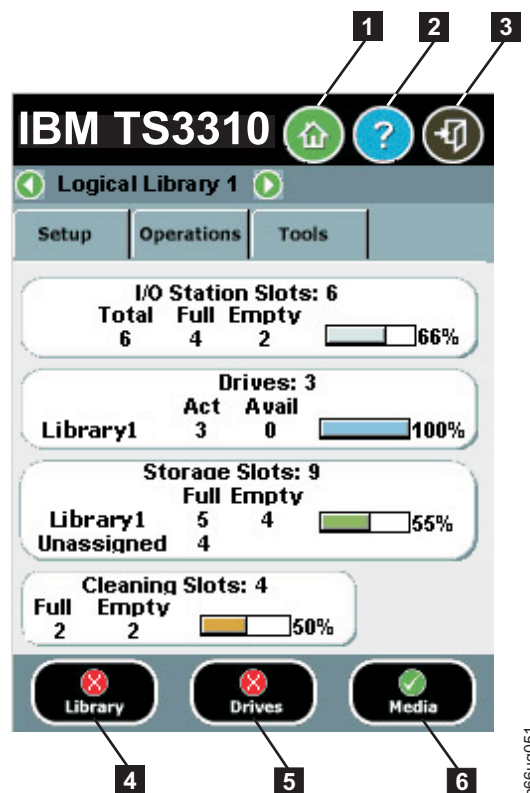 1 2 3
IBM TS3310 ?
Logical Library 1
Setup Operations Tools
I/O Station Slots: 6
Total Full Empty
6 4 2 66%
Drives: 3
Act Avail
Library1 3 0 100%
Storage Slots: 9
Full Empty
Library1 5 4 55%
Unassigned 4
Cleaning Slots: 4
Full Empty
2 2 50%
Library Drives Media
4 5 6